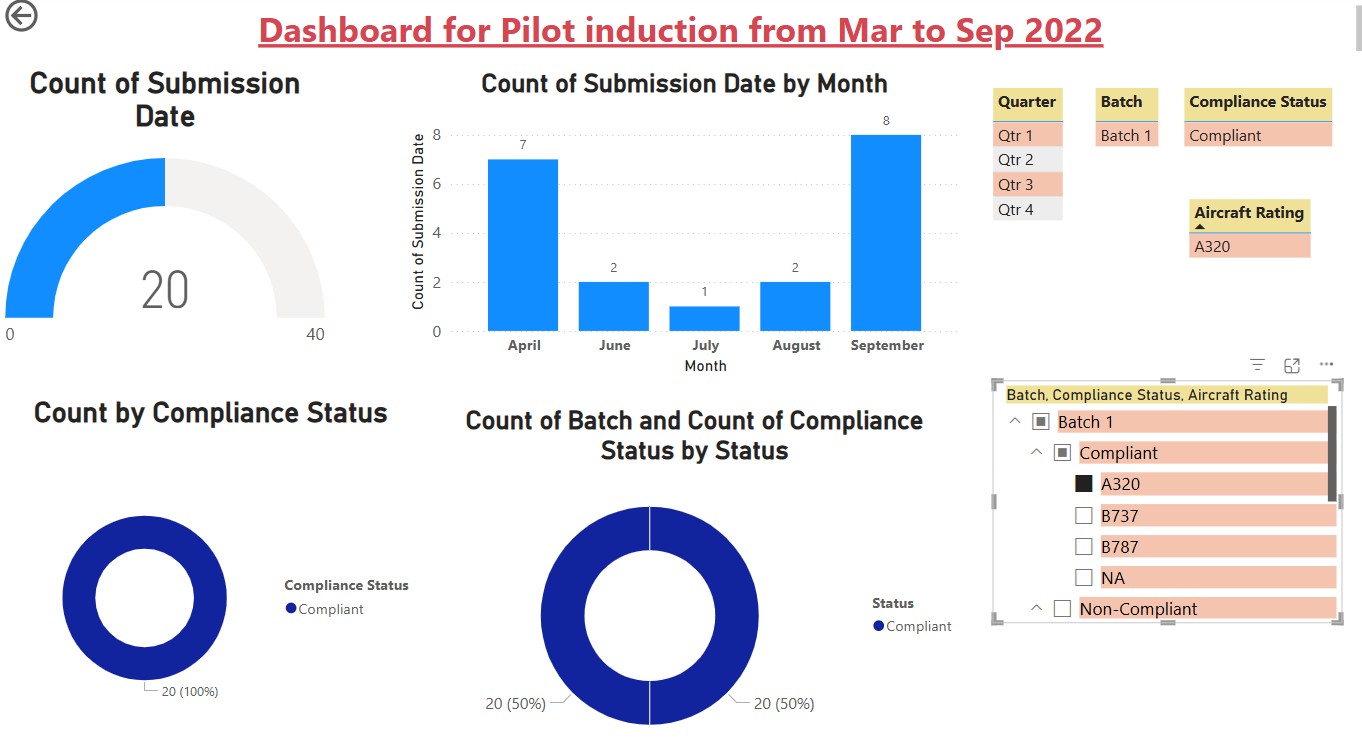 Dashboard for Pilot induction from Mar to Sep 2022
Count of Submission
Date
20
0
40
Count of Submission Date by Month
Count of Submission Date
8
6
4
2
0
7
2
1
2
8
April
June
July
August
September
Month
Quarter
Qtr 1
Qtr 2
Qtr 3
Qtr 4
Batch
Batch 1
Compliance Status
Compliant
Aircraft Rating
A320
Count by Compliance Status
20 (100%)
Compliance Status
Compliant
Count of Batch and Count of Compliance
Status by Status
20 (50%)
20 (50%)
Status
Compliant
Batch, Compliance Status, Aircraft Rating
Batch 1
Compliant
A320
B737
B787
NA
Non-Compliant